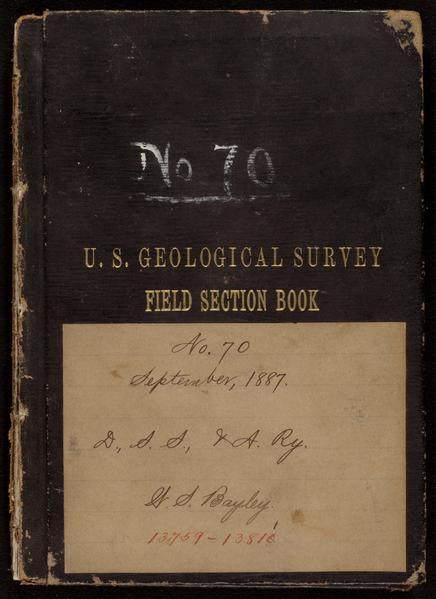 No 70
U. S. GEOLOGICAL SURVEY
FIELD SECTION BOOK
No. 70
September, 1887.
D., S. S., & A. Ry.
W. S. Bayley.
13759 - 13816